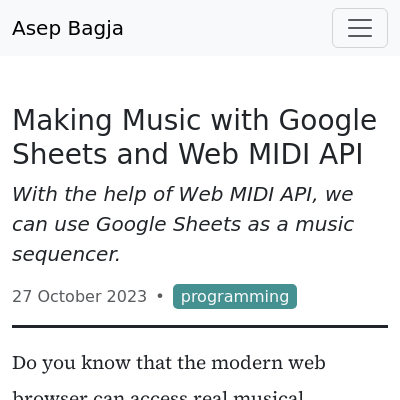 Asep Bagja
Making Music with Google
Sheets and Web MIDI API
With the help of Web MIDI API, we
can use Google Sheets as a music
sequencer.
27 October 2023 • programming
Do you know that the modern web
browser can access real musical